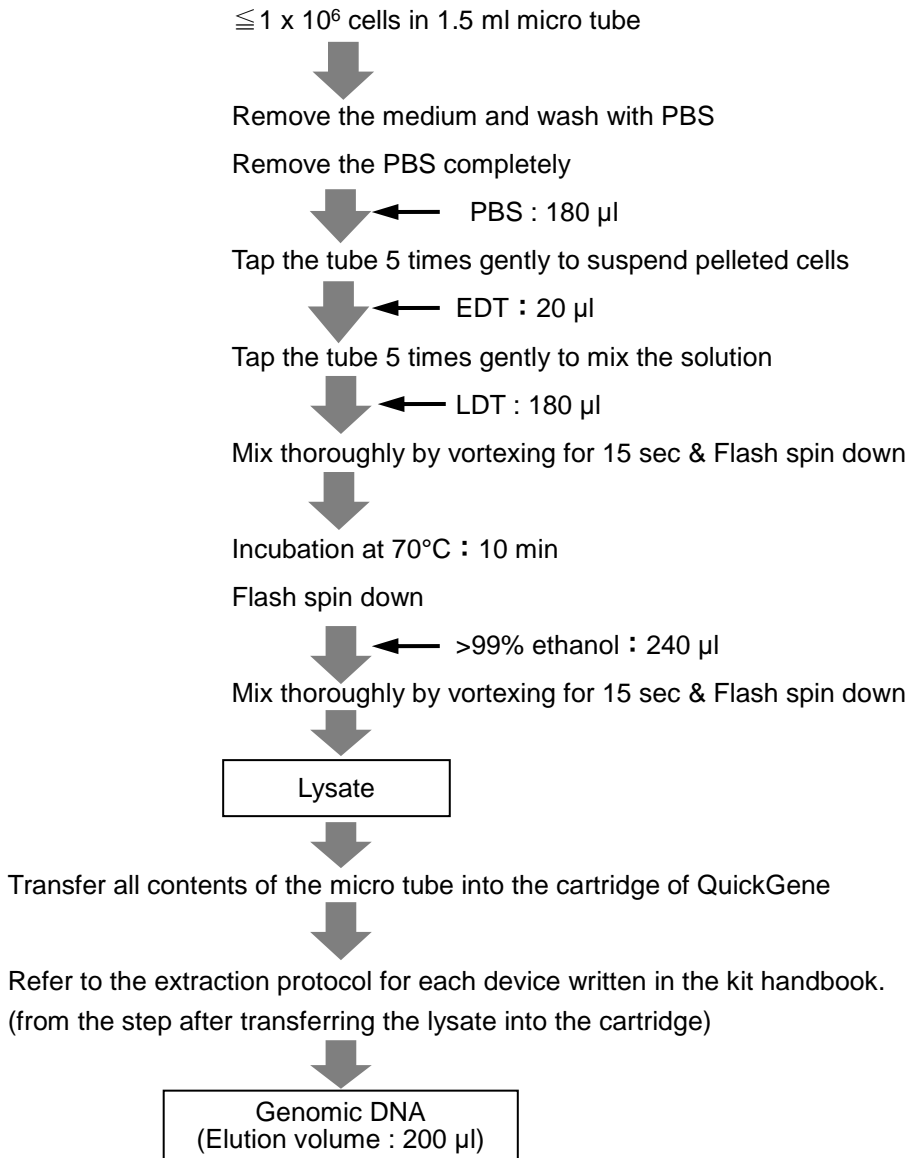 ≦1 x 10⁶ cells in 1.5 ml micro tube
Remove the medium and wash with PBS
Remove the PBS completely
PBS : 180 µl
Tap the tube 5 times gently to suspend pelleted cells
EDT：20 µl
Tap the tube 5 times gently to mix the solution
LDT : 180 µl
Mix thoroughly by vortexing for 15 sec & Flash spin down
Incubation at 70°C：10 min
Flash spin down
>99% ethanol：240 µl
Mix thoroughly by vortexing for 15 sec & Flash spin down
Lysate
Transfer all contents of the micro tube into the cartridge of QuickGene
Refer to the extraction protocol for each device written in the kit handbook.
(from the step after transferring the lysate into the cartridge)
Genomic DNA
(Elution volume : 200 µl)